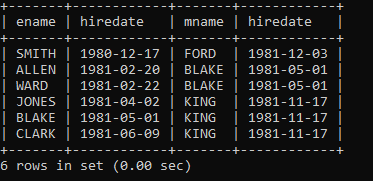 +-------+------------+-------+------------+
| ename | hiredate   | mname | hiredate   |
+-------+------------+-------+------------+
| SMITH | 1980-12-17 | FORD  | 1981-12-03 |
| ALLEN | 1981-02-20 | BLAKE | 1981-05-01 |
| WARD  | 1981-02-22 | BLAKE | 1981-05-01 |
| JONES | 1981-04-02 | KING  | 1981-11-17 |
| BLAKE | 1981-05-01 | KING  | 1981-11-17 |
| CLARK | 1981-06-09 | KING  | 1981-11-17 |
+-------+------------+-------+------------+
6 rows in set (0.00 sec)